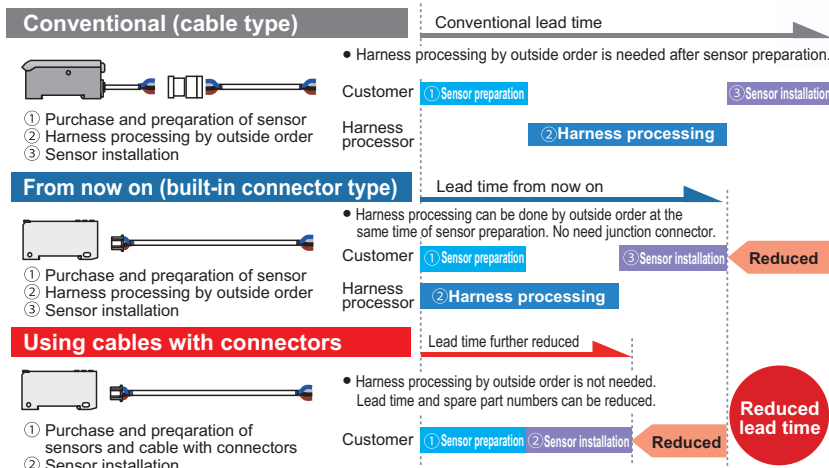 Conventional (cable type)
Conventional lead time
● Harness processing by outside order is needed after sensor preparation.
① Purchase and preqaration of sensor
② Harness processing by outside order
③ Sensor installation
Customer
①Sensor preparation
③Sensor installation
Harness
processor
②Harness processing
From now on (built-in connector type)
Lead time from now on
● Harness processing can be done by outside order at the
same time of sensor preparation. No need junction connector.
① Purchase and preqaration of sensor
② Harness processing by outside order
③ Sensor installation
Customer
①Sensor preparation
③Sensor installation
Reduced
Harness
processor
②Harness processing
Using cables with connectors
Lead time further reduced
● Harness processing by outside order is not needed.
Lead time and spare part numbers can be reduced.
① Purchase and preqaration of
sensors and cable with connectors
② Sensor installation
Customer
①Sensor preparation
②Sensor installation
Reduced
Reduced
lead time